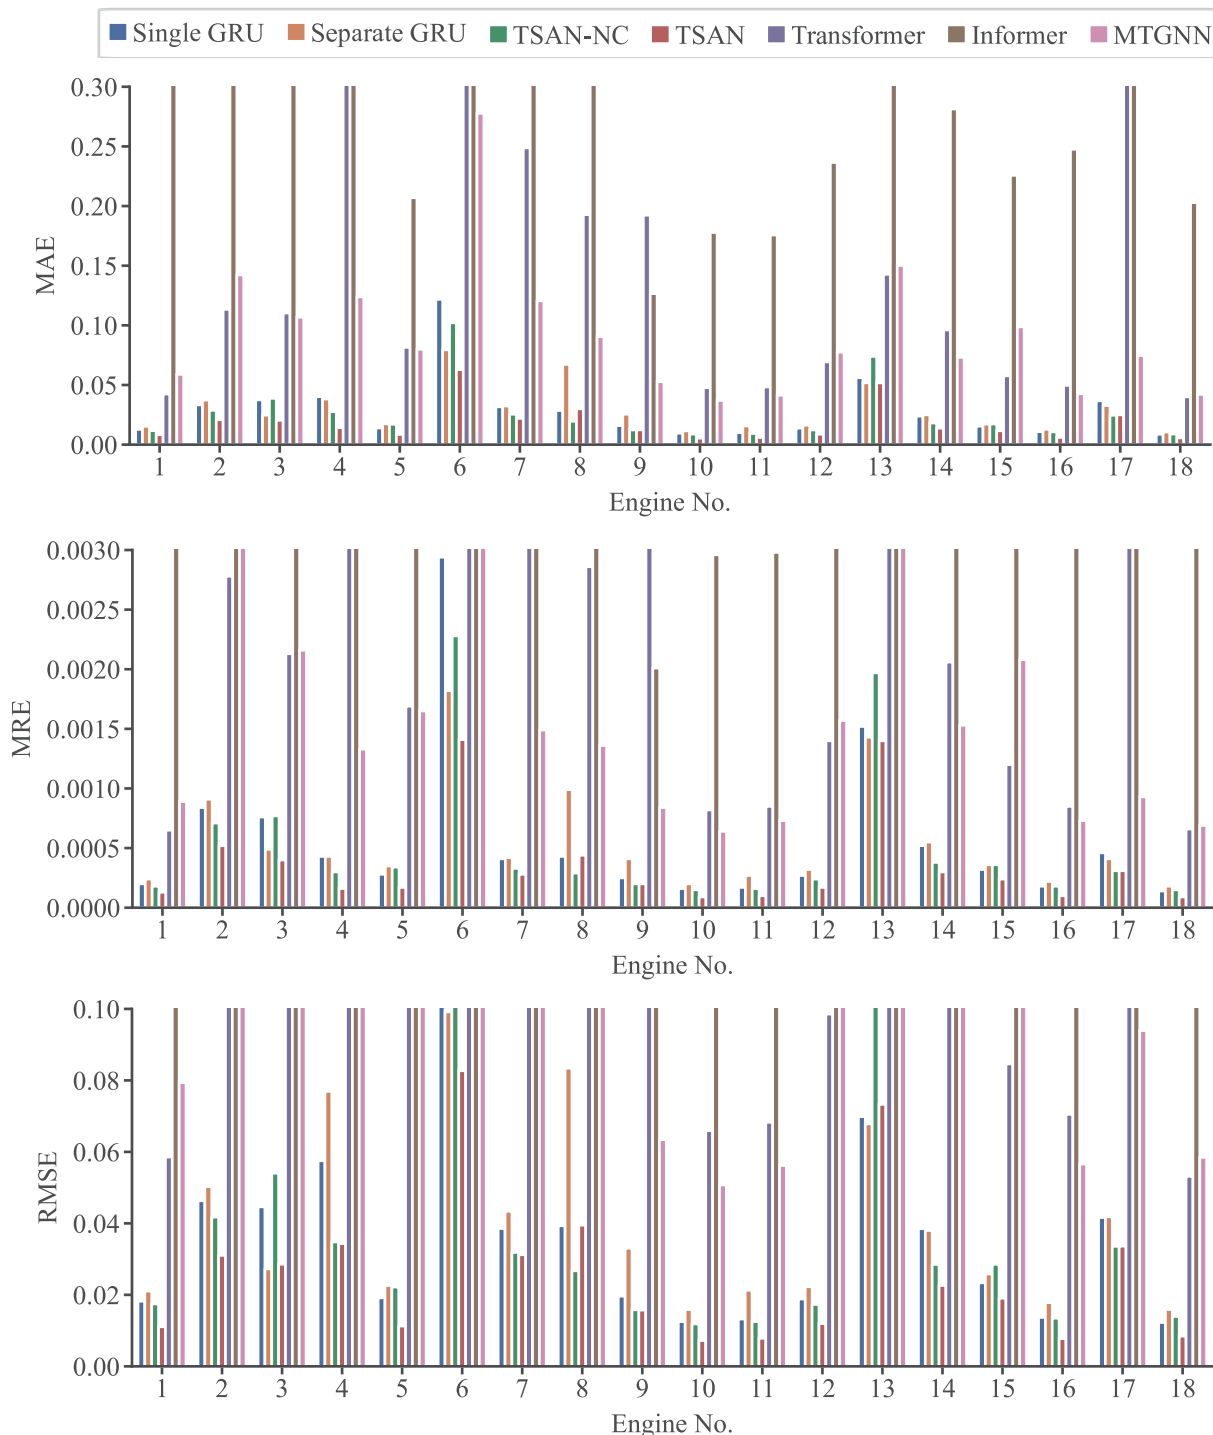 Single GRU Separate GRU TSAN-NC TSAN Transformer Informer MTGNN
0.30
0.25
0.20
0.15
0.10
0.05
0.00
MAE
1 2 3 4 5 6 7 8 9 10 11 12 13 14 15 16 17 18
Engine No.
0.0030
0.0025
0.0020
0.0015
0.0010
0.0005
0.0000
MRE
1 2 3 4 5 6 7 8 9 10 11 12 13 14 15 16 17 18
Engine No.
0.10
0.08
0.06
0.04
0.02
0.00
RMSE
1 2 3 4 5 6 7 8 9 10 11 12 13 14 15 16 17 18
Engine No.